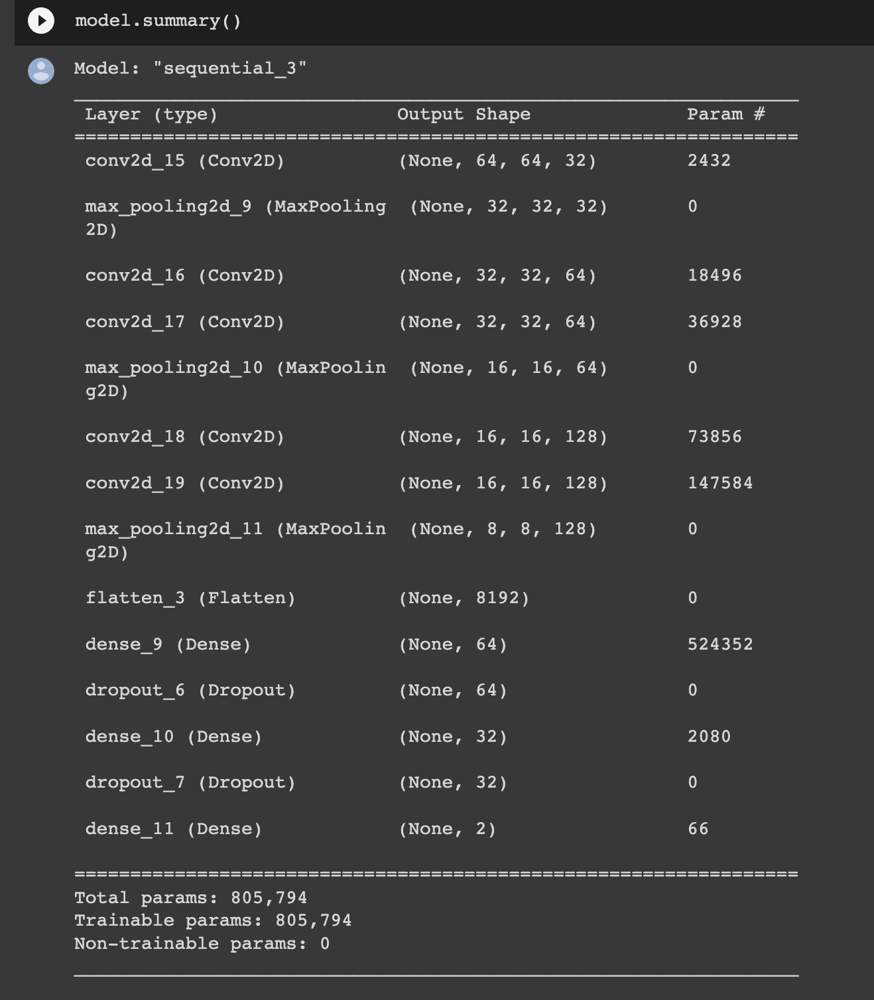 model.summary()
Model: "sequential_3"
Layer (type) Output Shape Param #
=================================================================
conv2d_15 (Conv2D) (None, 64, 64, 32) 2432
max_pooling2d_9 (MaxPooling (None, 32, 32, 32) 0
2D)
conv2d_16 (Conv2D) (None, 32, 32, 64) 18496
conv2d_17 (Conv2D) (None, 32, 32, 64) 36928
max_pooling2d_10 (MaxPoolin (None, 16, 16, 64) 0
g2D)
conv2d_18 (Conv2D) (None, 16, 16, 128) 73856
conv2d_19 (Conv2D) (None, 16, 16, 128) 147584
max_pooling2d_11 (MaxPoolin (None, 8, 8, 128) 0
g2D)
flatten_3 (Flatten) (None, 8192) 0
dense_9 (Dense) (None, 64) 524352
dropout_6 (Dropout) (None, 64) 0
dense_10 (Dense) (None, 32) 2080
dropout_7 (Dropout) (None, 32) 0
dense_11 (Dense) (None, 2) 66
=================================================================
Total params: 805,794
Trainable params: 805,794
Non-trainable params: 0